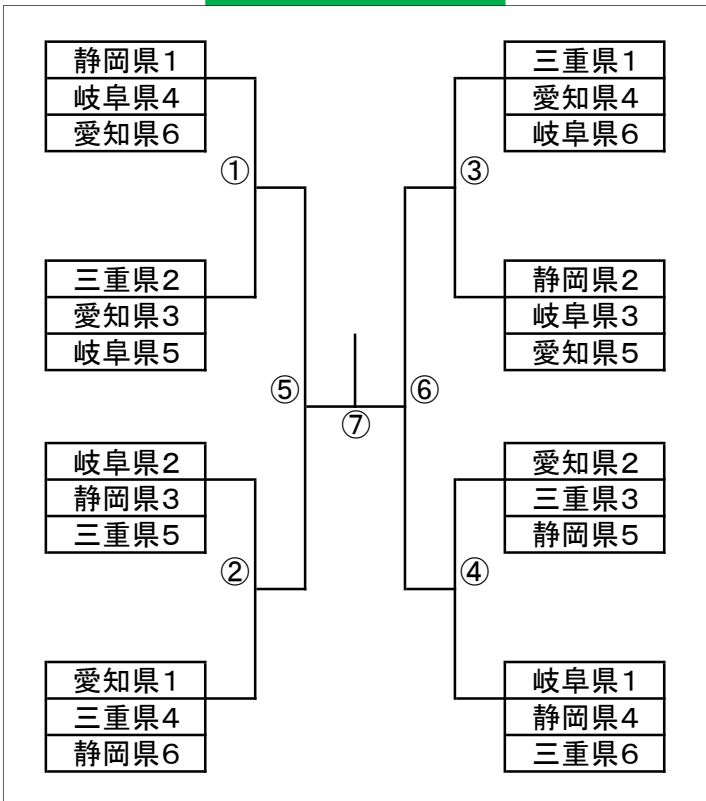 静岡県１
岐阜県４
愛知県６
①
三重県２
愛知県３
岐阜県５
⑤
岐阜県２
静岡県３
三重県５
②
愛知県１
三重県４
静岡県６
⑦
三重県１
愛知県４
岐阜県６
③
静岡県２
岐阜県３
愛知県５
⑥
愛知県２
三重県３
静岡県５
④
岐阜県１
静岡県４
三重県６